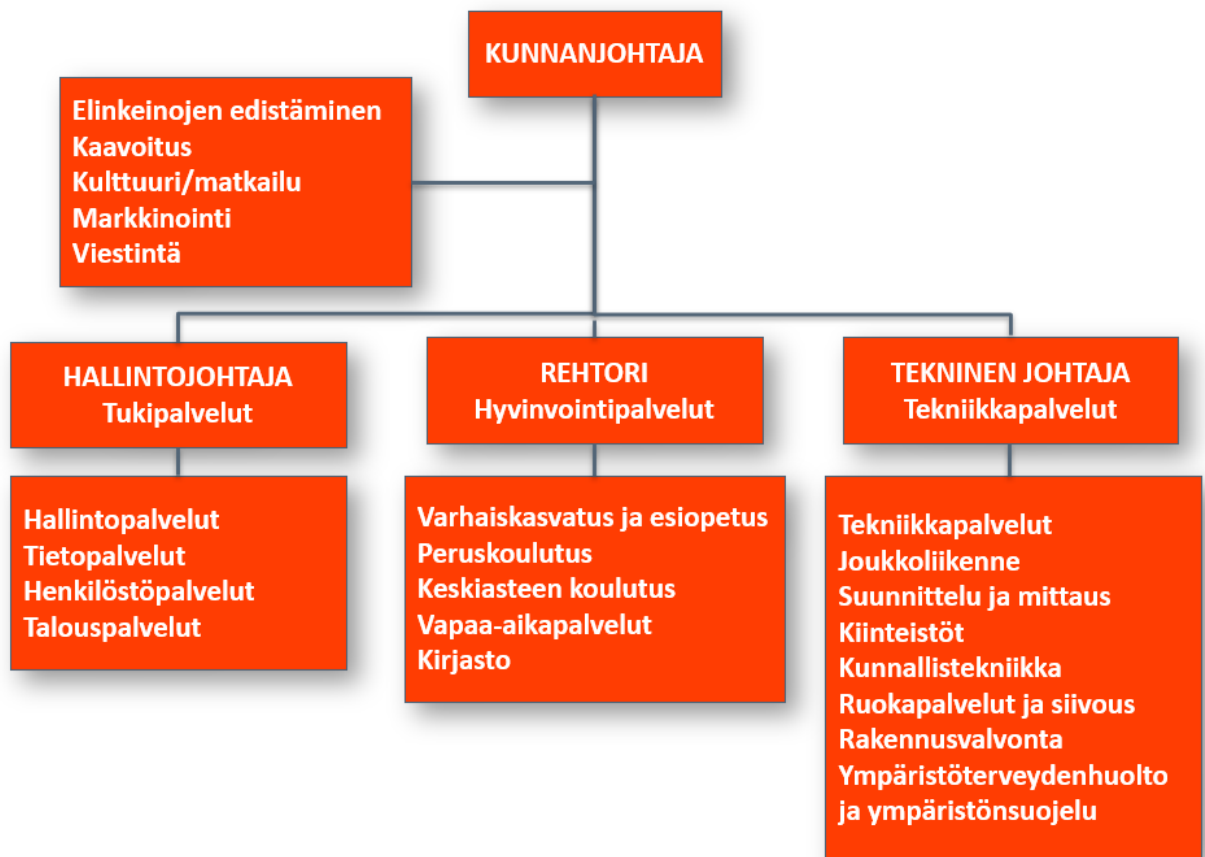 KUNNANJOHTAJA
Elinkeinojen edistäminen
Kaavoitus
Kulttuuri/matkailu
Markkinointi
Viestintä
HALLINTOJOHTAJA
Tukipalvelut
REHTORI
Hyvinvointipalvelut
TEKNINEN JOHTAJA
Tekniikkapalvelut
Hallintopalvelut
Tietopalvelut
Henkilöstöpalvelut
Talouspalvelut
Varhaiskasvatus ja esiopetus
Peruskoulutus
Keskiasteen koulutus
Vapaa-aikapalvelut
Kirjasto
Tekniikkapalvelut
Joukkoliikenne
Suunnittelu ja mittaus
Kiinteistöt
Kunnallistekniikka
Ruokapalvelut ja siivous
Rakennusvalvonta
Ympäristöterveydenhuolto
ja ympäristönsuojelu